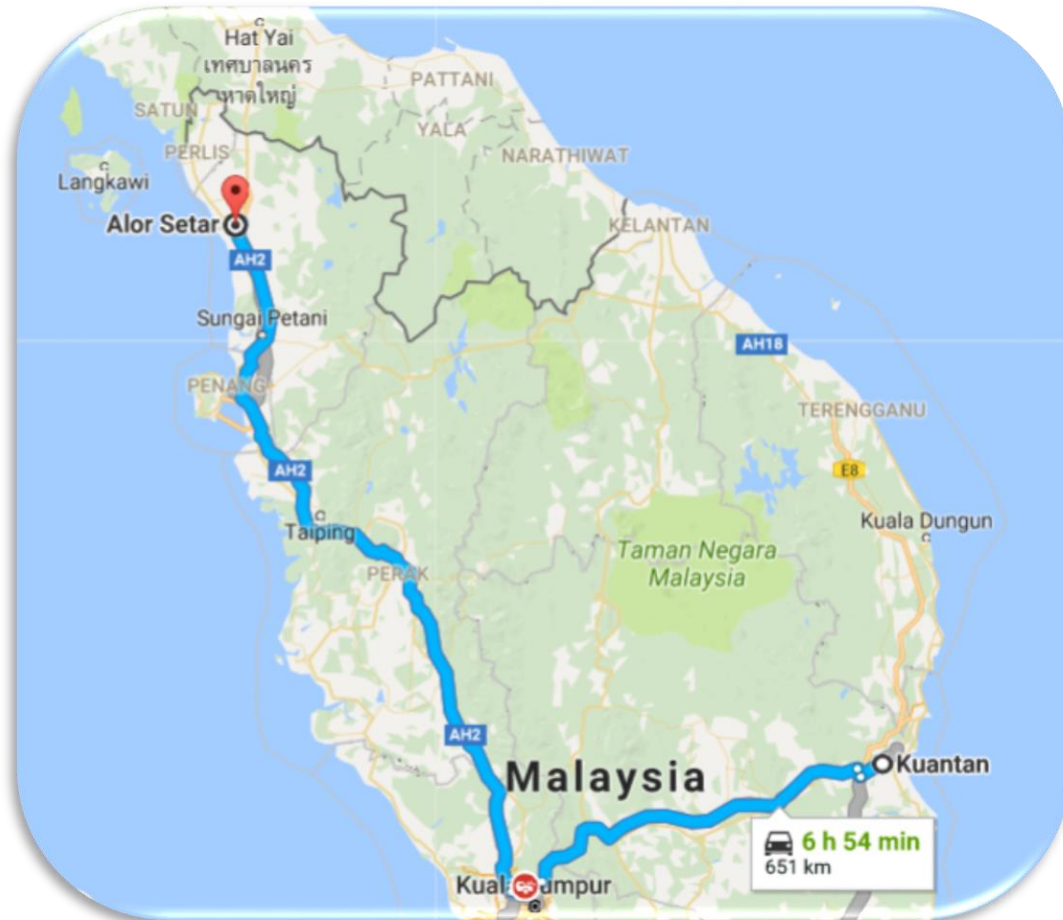 Hat Yai
เทศบาลนคร
หาดใหญ่
PATTANI
SATUN
YALA
PERLIS
NARATHIWAT
Langkawi
Alor Setar
KELANTAN
AH2
Sungai Petani
AH18
PENANG
TERENGGANU
AH2
E8
Taiping
Kuala Dungun
Taman Negara
Malaysia
PERAK
AH2
Malaysia
Kuantan
6 h 54 min
651 km
Kual umpur